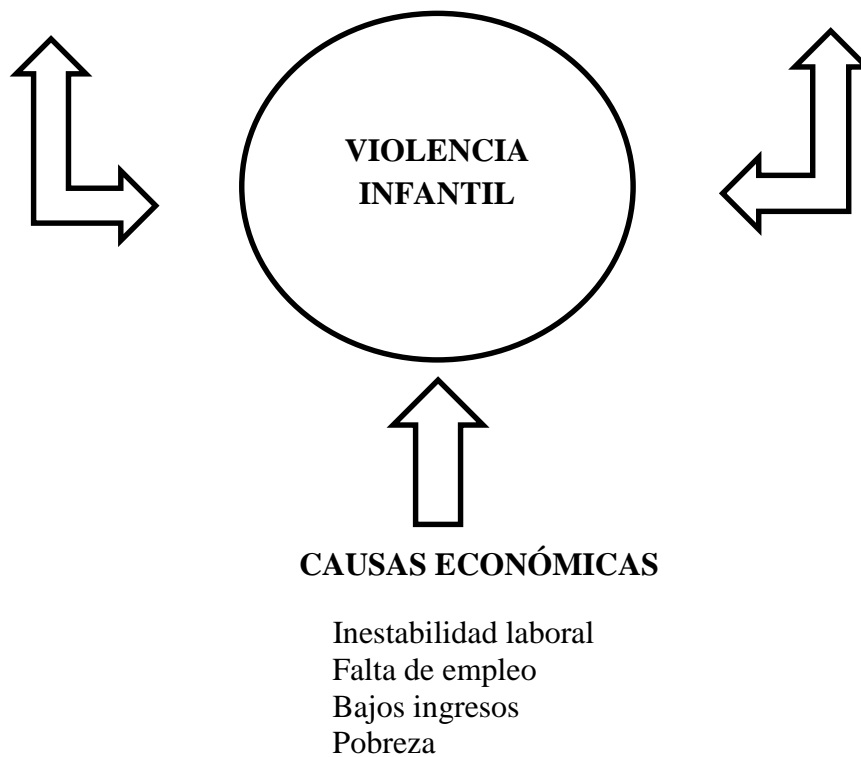 VIOLENCIA
INFANTIL
CAUSAS ECONÓMICAS
Inestabilidad laboral
Falta de empleo
Bajos ingresos
Pobreza